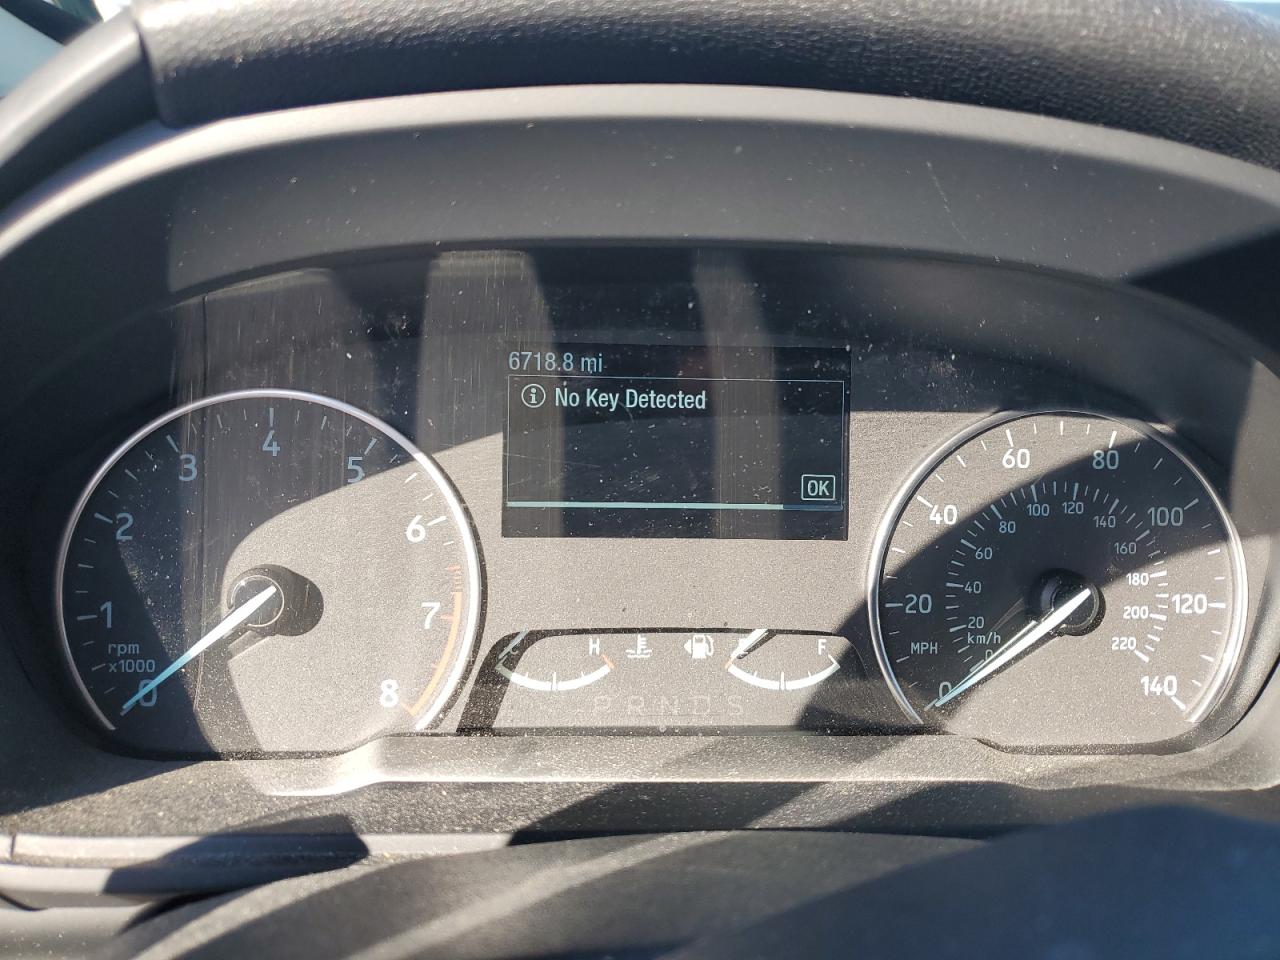 6718.8 mi
i No Key Detected
OK
0 1 2 3 4 5 6 7 8
rpm
x1000
C H
F
P R N D S
0 20 40 60 80 100 120 140
MPH
0 20 40 60 80 100 120 140 160 180 200 220
km/h